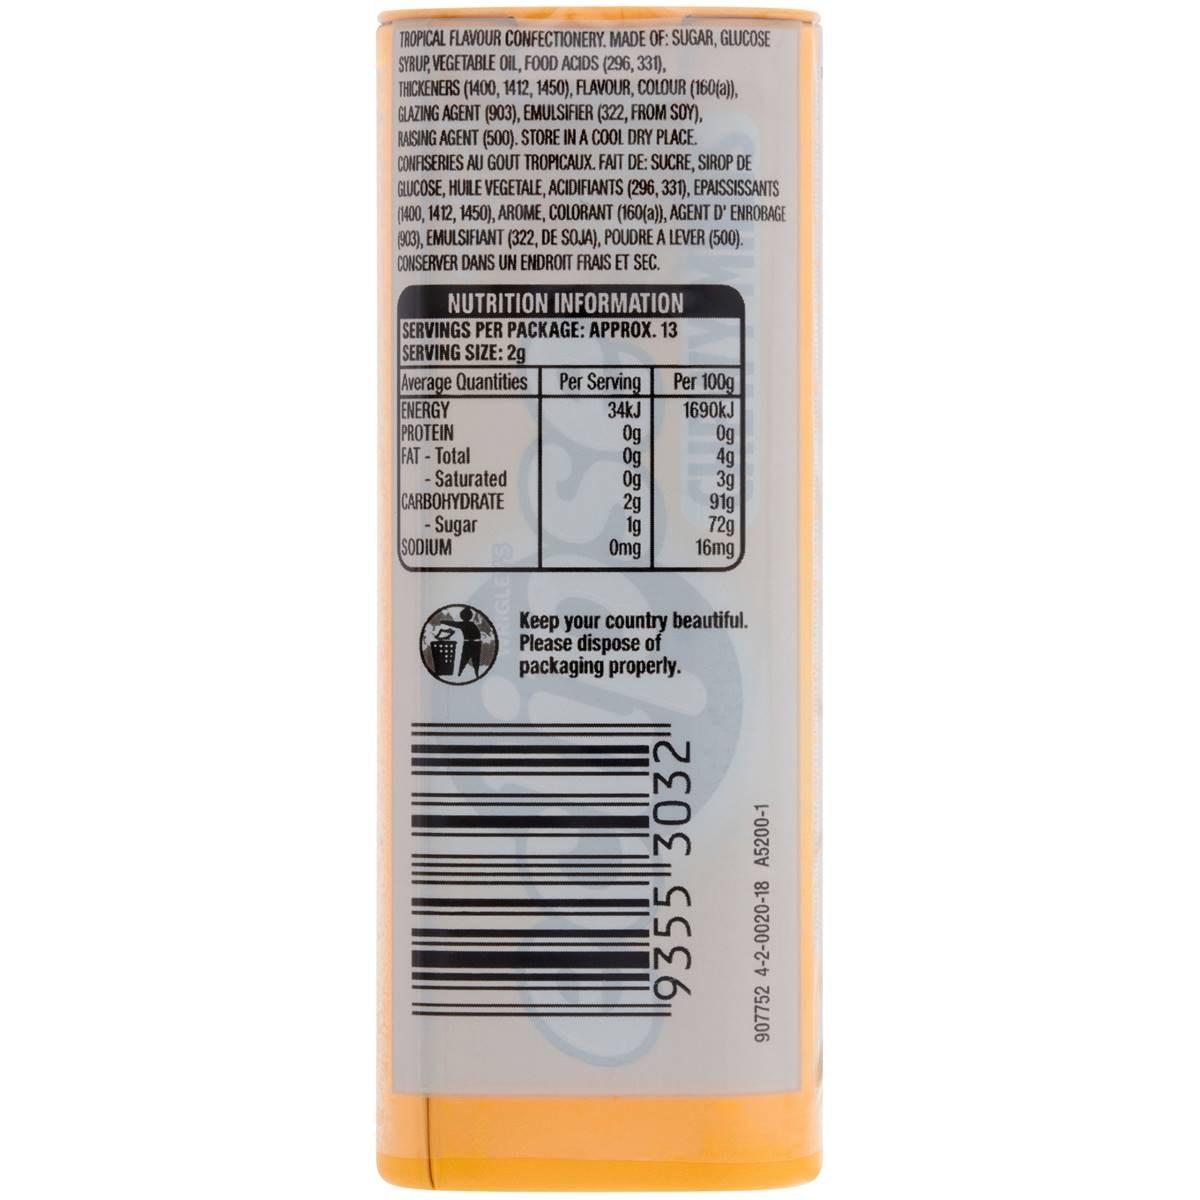 TROPICAL FLAVOUR CONFECTIONERY. MADE OF: SUGAR, GLUCOSE
SYRUP, VEGETABLE OIL, FOOD ACIDS (296, 331),
THICKENERS (1400, 1412, 1450), FLAVOUR, COLOUR (160(a)),
GLAZING AGENT (903), EMULSIFIER (322, FROM SOY),
RAISING AGENT (500). STORE IN A COOL DRY PLACE.
CONFISERIES AU GOUT TROPICAUX. FAIT DE: SUCRE, SIROP DE
GLUCOSE, HUILE VEGETALE, ACIDIFIANTS (296, 331), EPAISSISSANTS
(1400, 1412, 1450), AROME, COLORANT (160(a)), AGENT D' ENROBAGE
(903), EMULSIFIANT (322, DE SOJA), POUDRE A LEVER (500).
CONSERVER DANS UN ENDROIT FRAIS ET SEC.
NUTRITION INFORMATION
SERVINGS PER PACKAGE: APPROX. 13
SERVING SIZE: 2g
Average Quantities Per Serving Per 100g
ENERGY 34kJ 1690kJ
PROTEIN 0g 0g
FAT - Total 0g 4g
- Saturated 0g 3g
CARBOHYDRATE 2g 91g
- Sugar 1g 72g
SODIUM 0mg 16mg
Keep your country beautiful.
Please dispose of
packaging properly.
9355 3032
907752 4-2-0020-18 A5200-1
WRIGLEY'S
eclipse
CHEWY MINTS